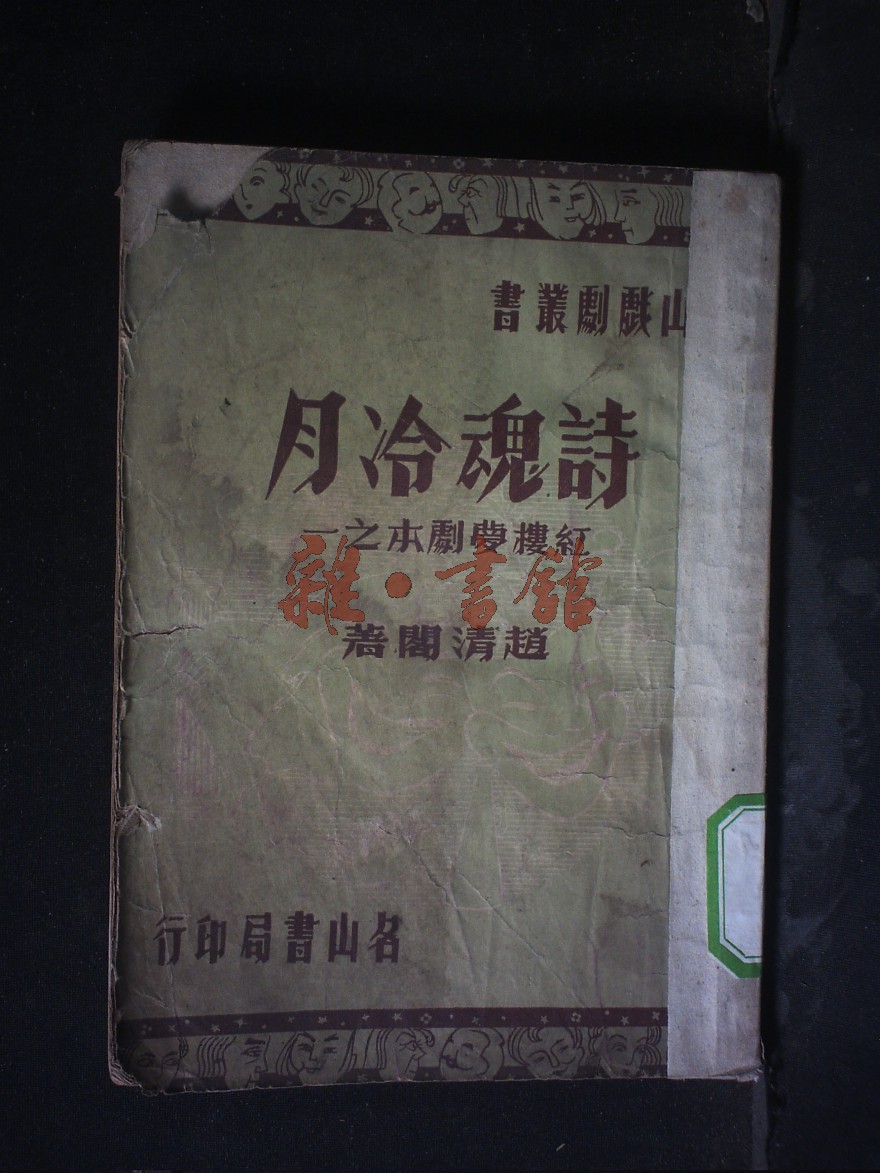 山戲劇叢書
詩魂冷月
紅樓夢劇本之一
雜·書館
趙清閣著
名山書局印行